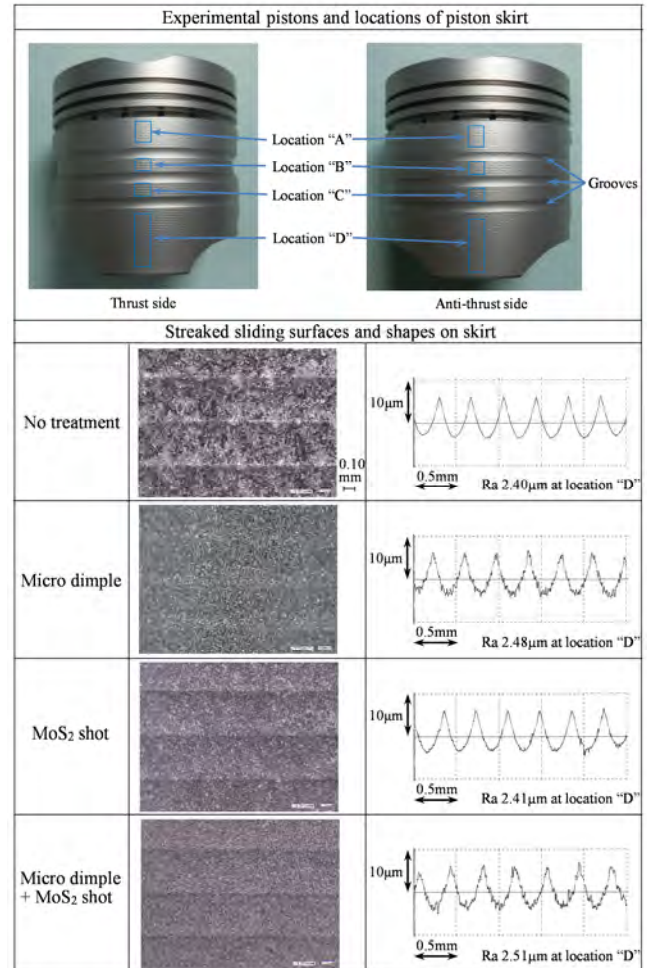 Experimental pistons and locations of piston skirt
Location “A”
Location “B”
Location “C”
Grooves
Location “D”
Thrust side
Anti-thrust side
Streaked sliding surfaces and shapes on skirt
No treatment
0.10
mm
10μm
0.5mm
Ra 2.40μm at location “D”
Micro dimple
10μm
0.5mm
Ra 2.48μm at location “D”
MoS₂ shot
10μm
0.5mm
Ra 2.41μm at location “D”
Micro dimple
+ MoS₂ shot
10μm
0.5mm
Ra 2.51μm at location “D”